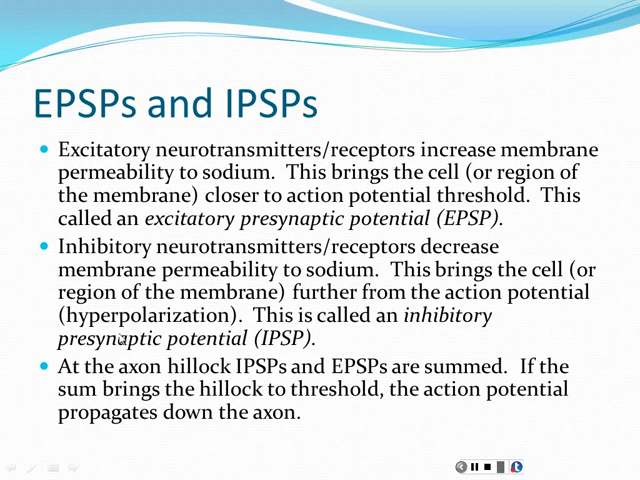 EPSPs and IPSPs
• Excitatory neurotransmitters/receptors increase membrane
permeability to sodium. This brings the cell (or region of
the membrane) closer to action potential threshold. This
called an excitatory presynaptic potential (EPSP).
• Inhibitory neurotransmitters/receptors decrease
membrane permeability to sodium. This brings the cell (or
region of the membrane) further from the action potential
(hyperpolarization). This is called an inhibitory
presynaptic potential (IPSP).
• At the axon hillock IPSPs and EPSPs are summed. If the
sum brings the hillock to threshold, the action potential
propagates down the axon.